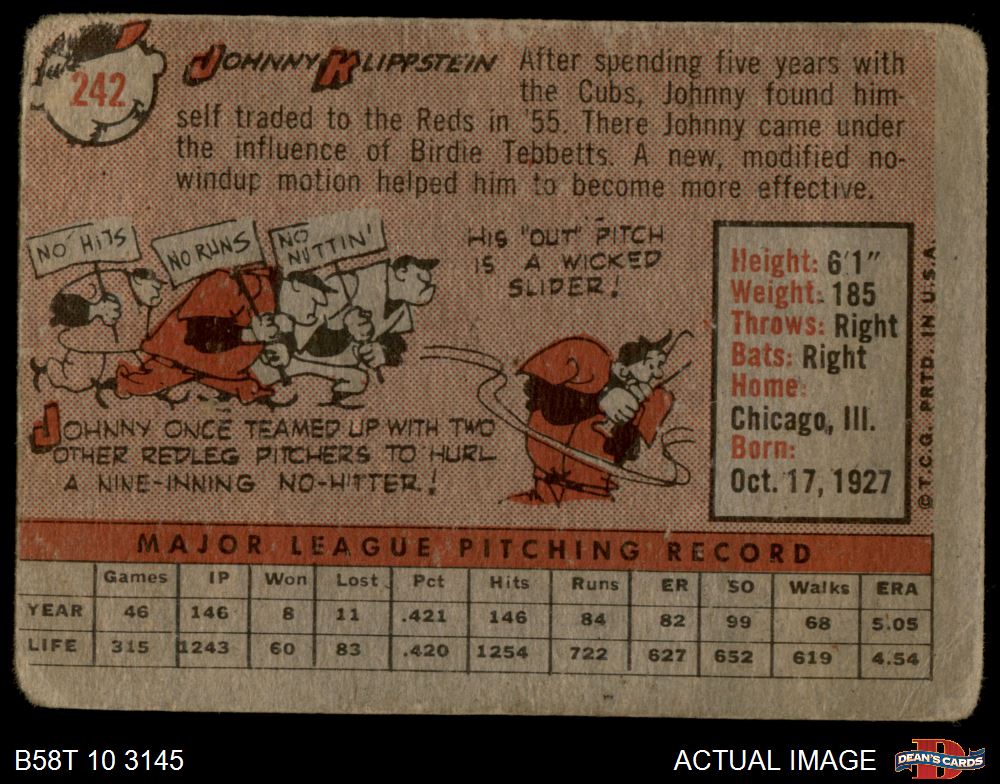 242
JOHNNY KLIPPSTEIN After spending five years with
the Cubs, Johnny found him-
self traded to the Reds in '55. There Johnny came under
the influence of Birdie Tebbetts. A new, modified no-
windup motion helped him to become more effective.
NO HITS
NO RUNS
NO
NUTTIN'
HIS "OUT" PITCH
IS A WICKED
SLIDER!
JOHNNY ONCE TEAMED UP WITH TWO
OTHER REDLEG PITCHERS TO HURL
A NINE-INNING NO-HITTER!
Height: 6'1"
Weight: 185
Throws: Right
Bats: Right
Home:
Chicago, Ill.
Born:
Oct. 17, 1927
© T.C.G. PRTD. IN U.S.A.
MAJOR LEAGUE PITCHING RECORD
Games IP Won Lost Pct Hits Runs ER SO Walks ERA
YEAR 46 146 8 11 .421 146 84 82 99 68 5.05
LIFE 315 1243 60 83 .420 1254 722 627 652 619 4.54
B58T 10 3145
ACTUAL IMAGE
DEAN'S CARDS